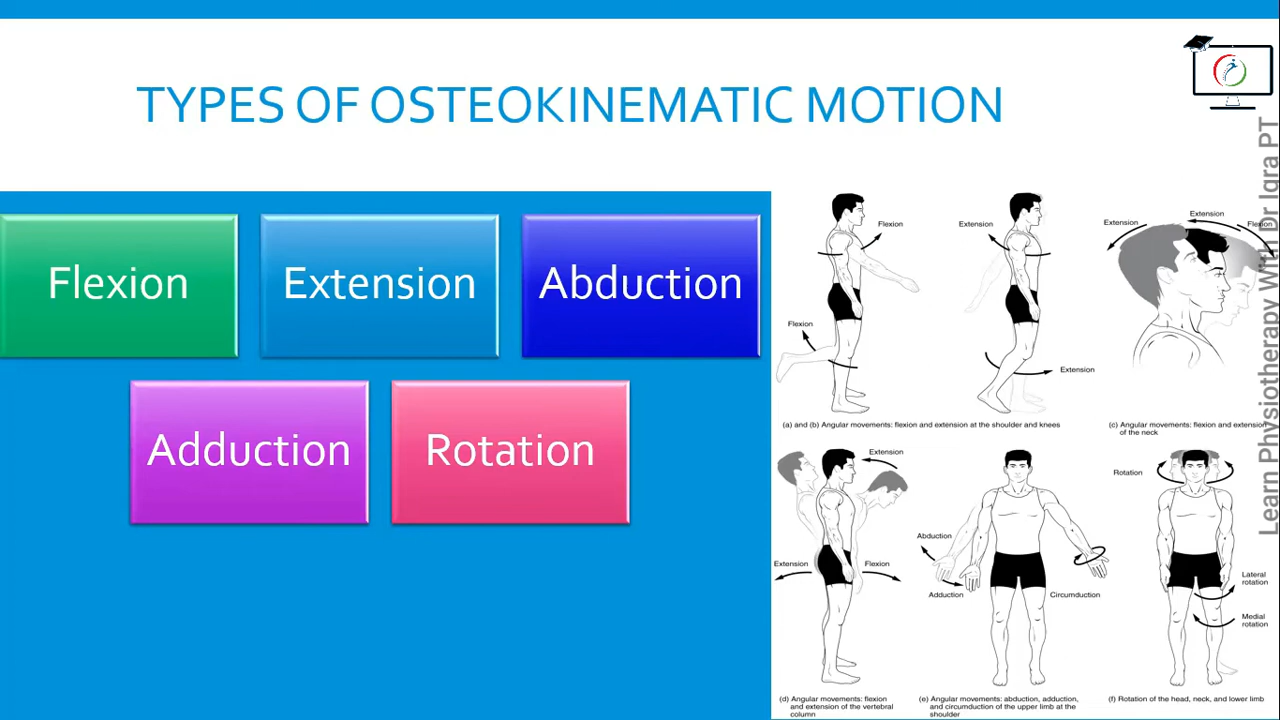 TYPES OF OSTEOKINEMATIC MOTION
Flexion
Extension
Abduction
Adduction
Rotation
Flexion
Flexion
Extension
Extension
Extension
Extension
Flexion
(a) and (b) Angular movements: flexion and extension at the shoulder and knees
(c) Angular movements: flexion and extension
of the neck
Extension
Extension
Flexion
Abduction
Adduction
Circumduction
Rotation
Lateral
rotation
Medial
rotation
(d) Angular movements: flexion
and extension of the vertebral
column
(e) Angular movements: abduction, adduction,
and circumduction of the upper limb at the
shoulder
(f) Rotation of the head, neck, and lower limb
Learn Physiotherapy With Dr Iqra PT